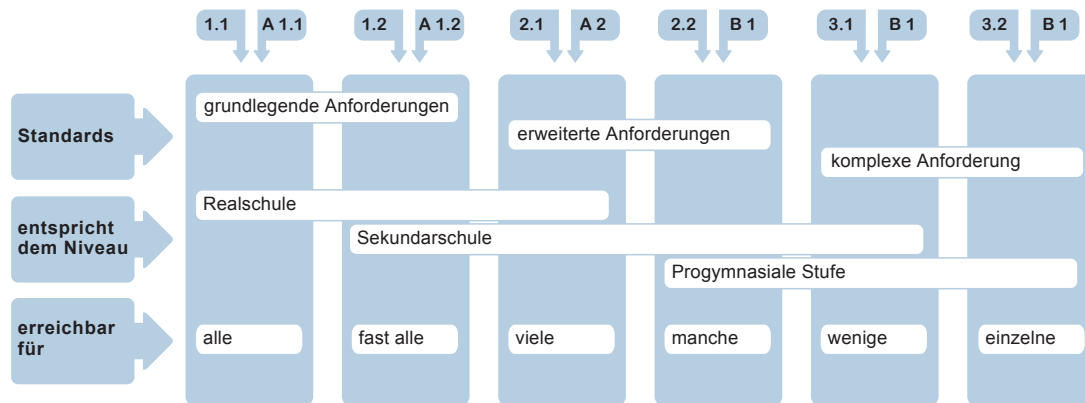 1.1 A 1.1 1.2 A 1.2 2.1 A 2 2.2 B 1 3.1 B 1 3.2 B 1
Standards
grundlegende Anforderungen
erweiterte Anforderungen
komplexe Anforderung
entspricht
dem Niveau
Realschule
Sekundarschule
Progymnasiale Stufe
erreichbar
für
alle fast alle viele manche wenige einzelne